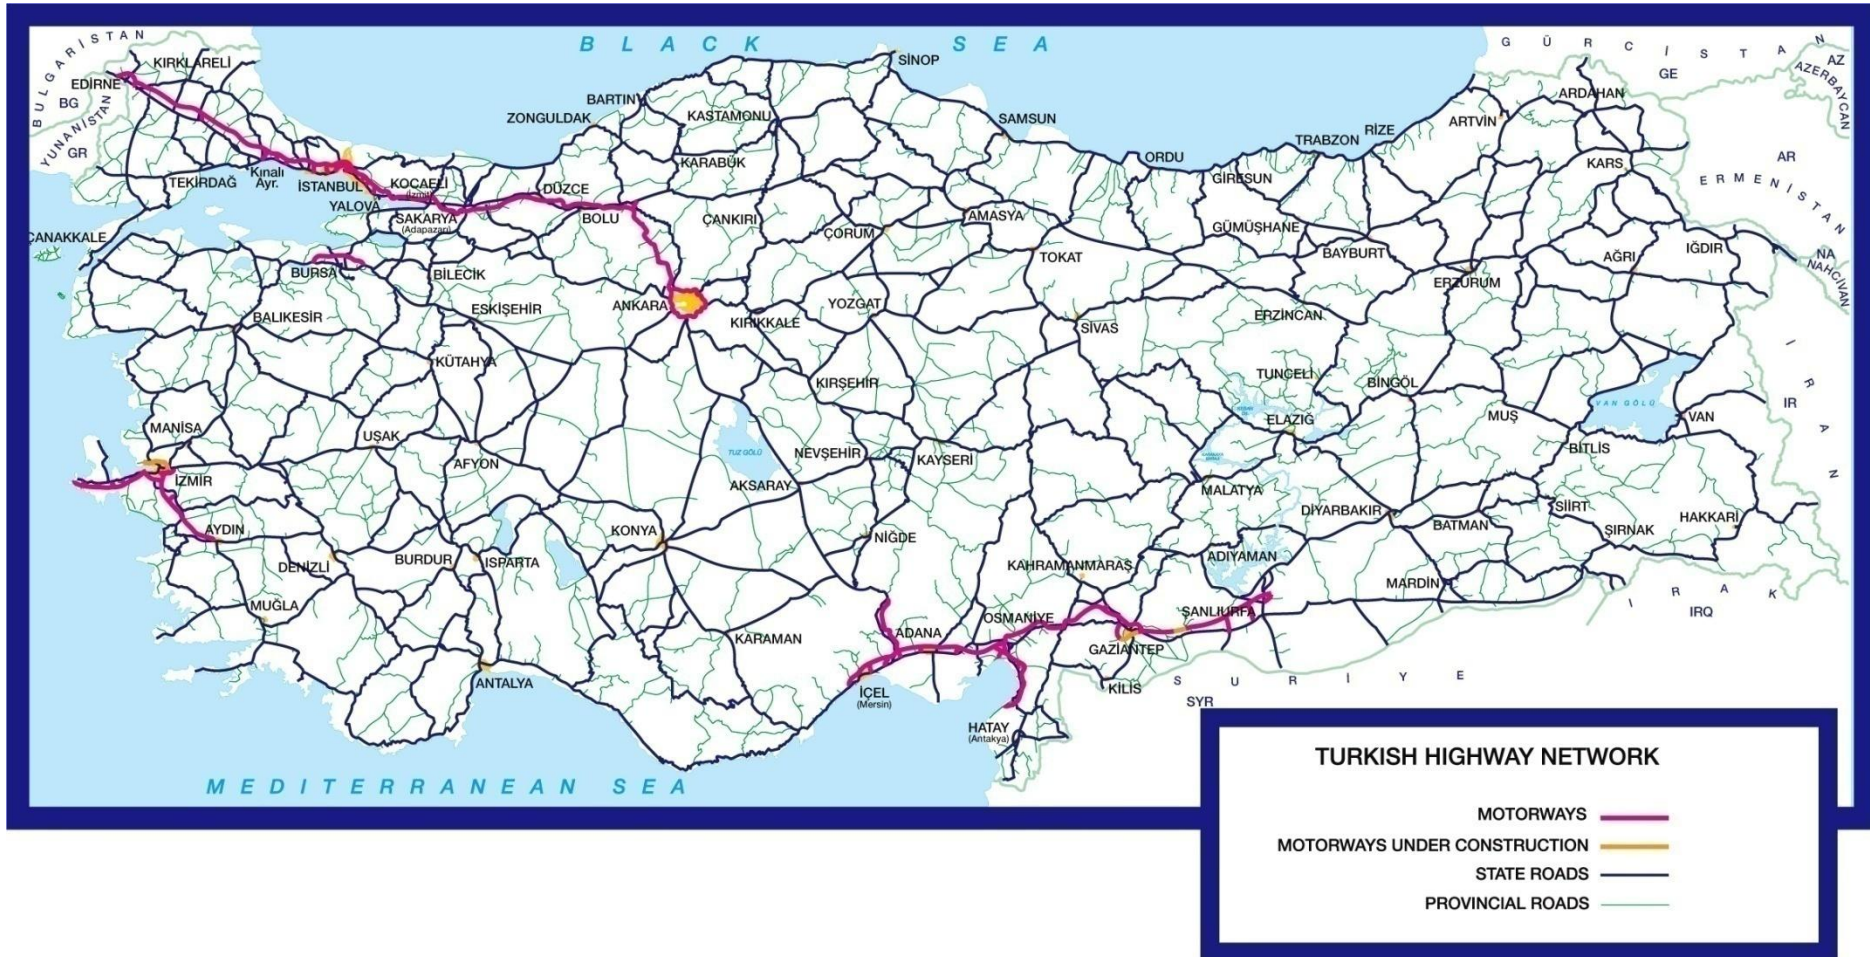 BLACK SEA
BULGARİSTAN
BG
YUNANİSTAN
GR
GÜRCİSTAN
GE
AZ
AZERBAYCAN
AR
ERMENİSTAN
NA
NAHCİVAN
İRAN
IR
IRAK
IRQ
SURİYE
SYR
KIRKLARELİ
EDİRNE
TEKİRDAĞ
Kınalı
Ayr.
İSTANBUL
YALOVA
KOCAELİ
(İzmit)
SAKARYA
(Adapazarı)
DÜZCE
BOLU
ZONGULDAK
BARTIN
KARABÜK
KASTAMONU
SİNOP
ÇANKIRI
SAMSUN
AMASYA
ÇORUM
TOKAT
ORDU
GİRESUN
TRABZON
RİZE
ARTVİN
ARDAHAN
KARS
GÜMÜŞHANE
BAYBURT
ERZURUM
AĞRI
IĞDIR
ÇANAKKALE
BURSA
BİLECİK
BALIKESİR
ESKİŞEHİR
ANKARA
KIRIKKALE
YOZGAT
SİVAS
ERZİNCAN
KÜTAHYA
KIRŞEHİR
TUNCELİ
BİNGÖL
MUŞ
VAN GÖLÜ
VAN
BİTLİS
MANİSA
UŞAK
AFYON
TUZ GÖLÜ
AKSARAY
NEVŞEHİR
KAYSERİ
ELAZIĞ
MALATYA
İZMİR
AYDIN
KONYA
NİĞDE
DİYARBAKIR
BATMAN
SİİRT
ŞIRNAK
HAKKARİ
DENİZLİ
BURDUR
ISPARTA
KAHRAMANMARAŞ
ADIYAMAN
MARDİN
MUĞLA
ANTALYA
KARAMAN
ADANA
OSMANİYE
GAZİANTEP
ŞANLIURFA
KİLİS
İÇEL
(Mersin)
HATAY
(Antakya)
MEDITERRANEAN SEA
TURKISH HIGHWAY NETWORK
MOTORWAYS
MOTORWAYS UNDER CONSTRUCTION
STATE ROADS
PROVINCIAL ROADS